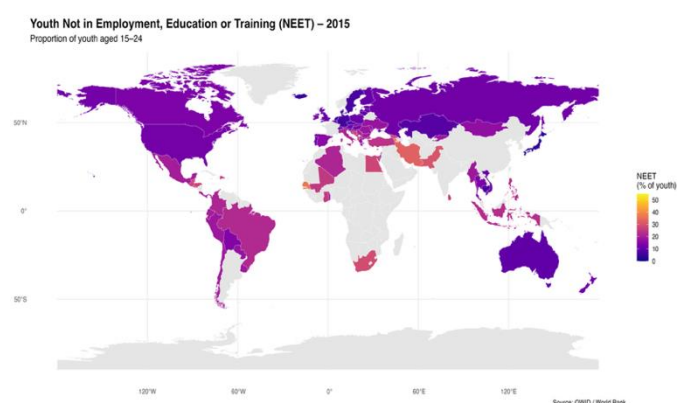 Youth Not in Employment, Education or Training (NEET) – 2015
Proportion of youth aged 15–24
50°N
0°
50°S
120°W
60°W
0°
60°E
120°E
NEET
(% of youth)
50
40
30
20
10
0
Source: OWID / World Bank